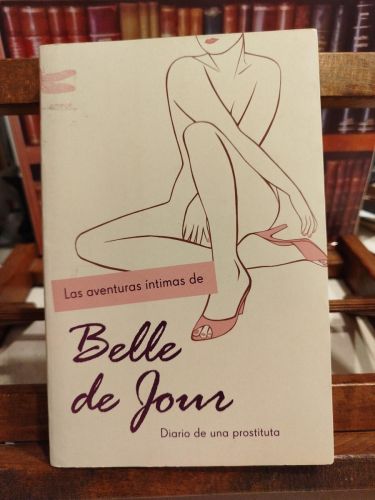 Las aventuras íntimas de
Belle
de Jour
Diario de una prostituta